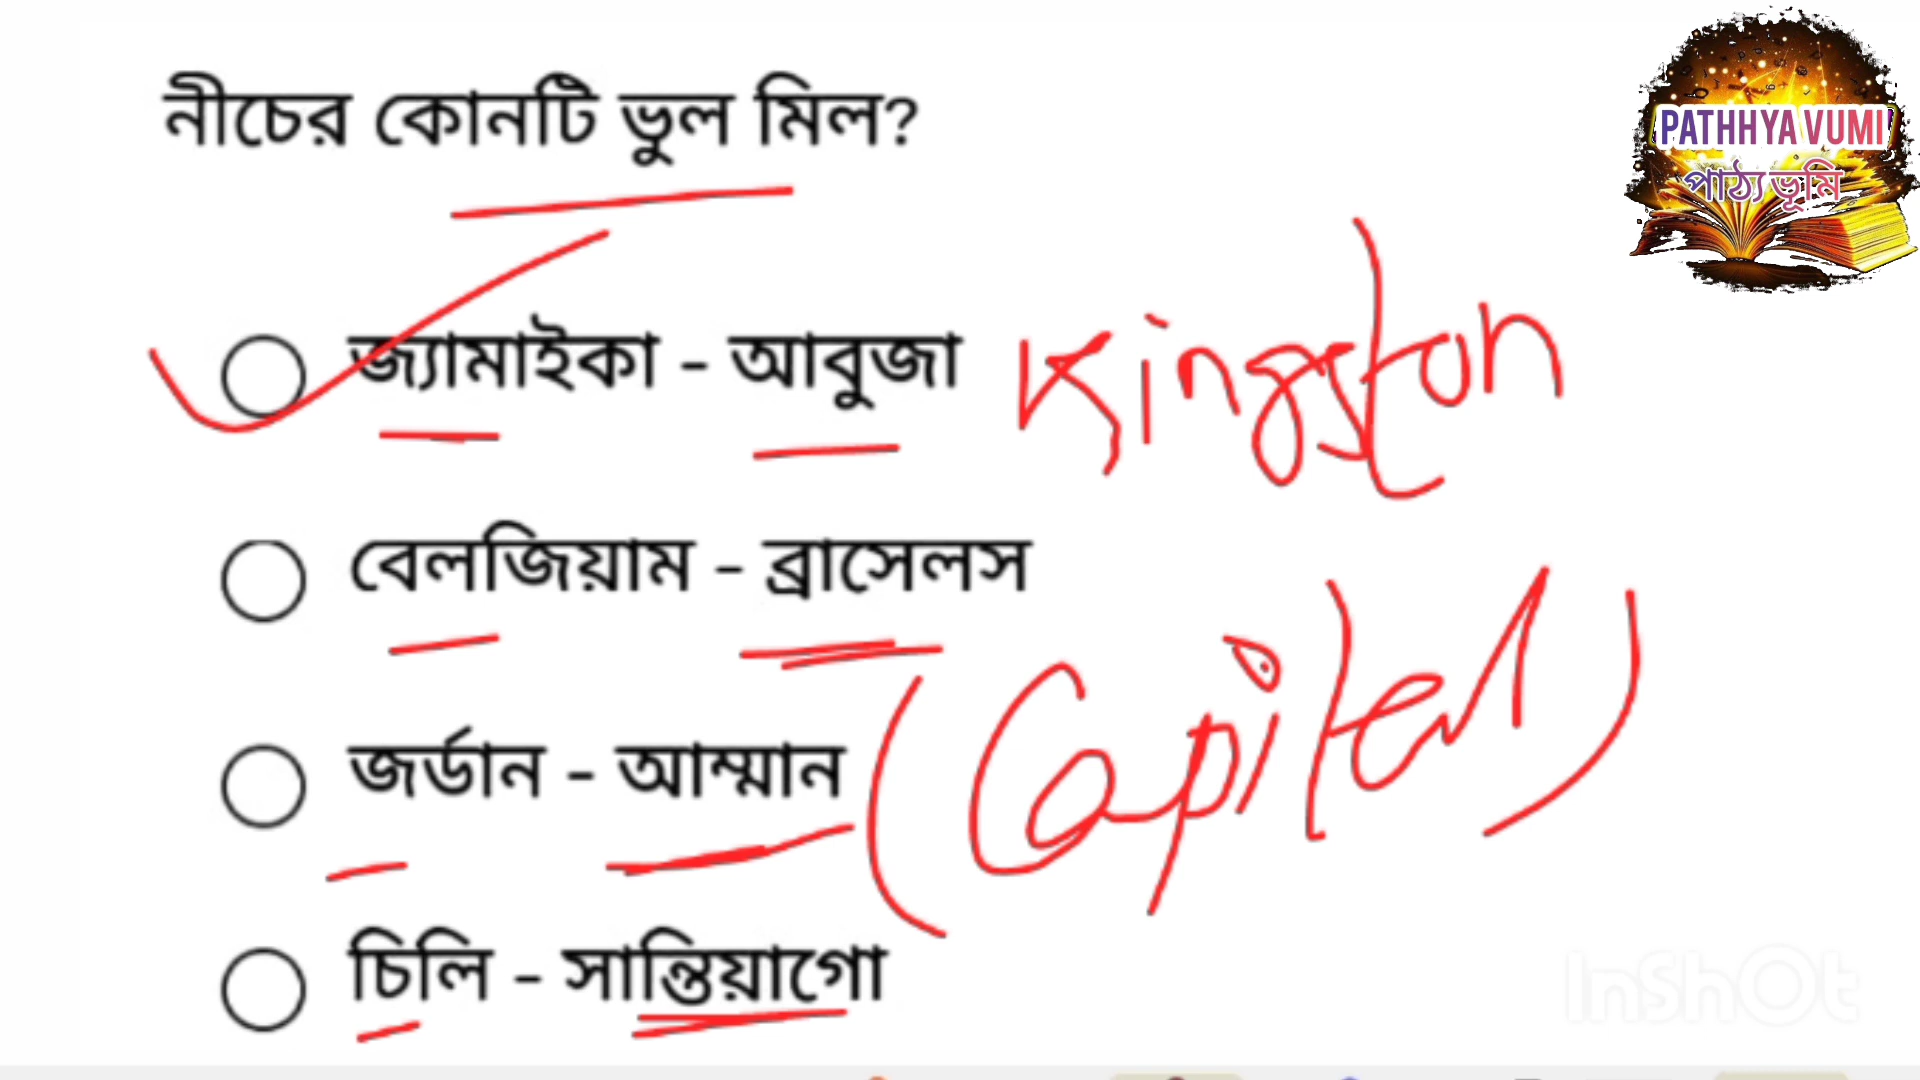 নীচের কোনটি ভুল মিল?
PATHHYA VUMI
পাঠ্য ভূমি
জ্যামাইকা - আবুজা Kingston
বেলজিয়াম - ব্রাসেলস
জর্ডান - আম্মান (Capital)
চিলি - সান্তিয়াগো
InShOt